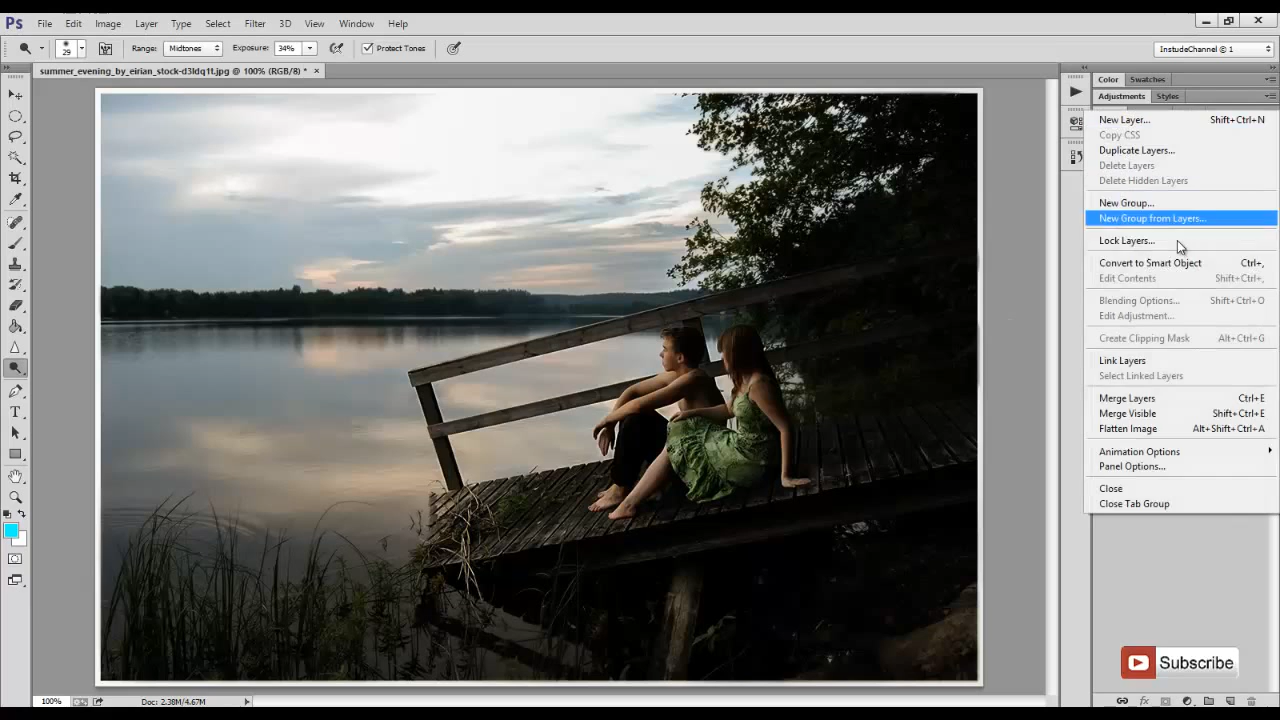 Ps File Edit Image Layer Type Select Filter 3D View Window Help
29 Range: Midtones Exposure: 34% Protect Tones InstudeChannel @ 1
summer_evening_by_eirian_stock-d3ldq1t.jpg @ 100% (RGB/8) * ×
Color Swatches
Adjustments Styles
New Layer... Shift+Ctrl+N
Copy CSS
Duplicate Layers...
Delete Layers
Delete Hidden Layers
New Group...
New Group from Layers...
Lock Layers...
Convert to Smart Object Ctrl+,
Edit Contents Shift+Ctrl+,
Blending Options... Shift+Ctrl+O
Edit Adjustment...
Create Clipping Mask Alt+Ctrl+G
Link Layers
Select Linked Layers
Merge Layers Ctrl+E
Merge Visible Shift+Ctrl+E
Flatten Image Alt+Shift+Ctrl+A
Animation Options
Panel Options...
Close
Close Tab Group
Subscribe
100% Doc: 2.38M/4.67M
fx